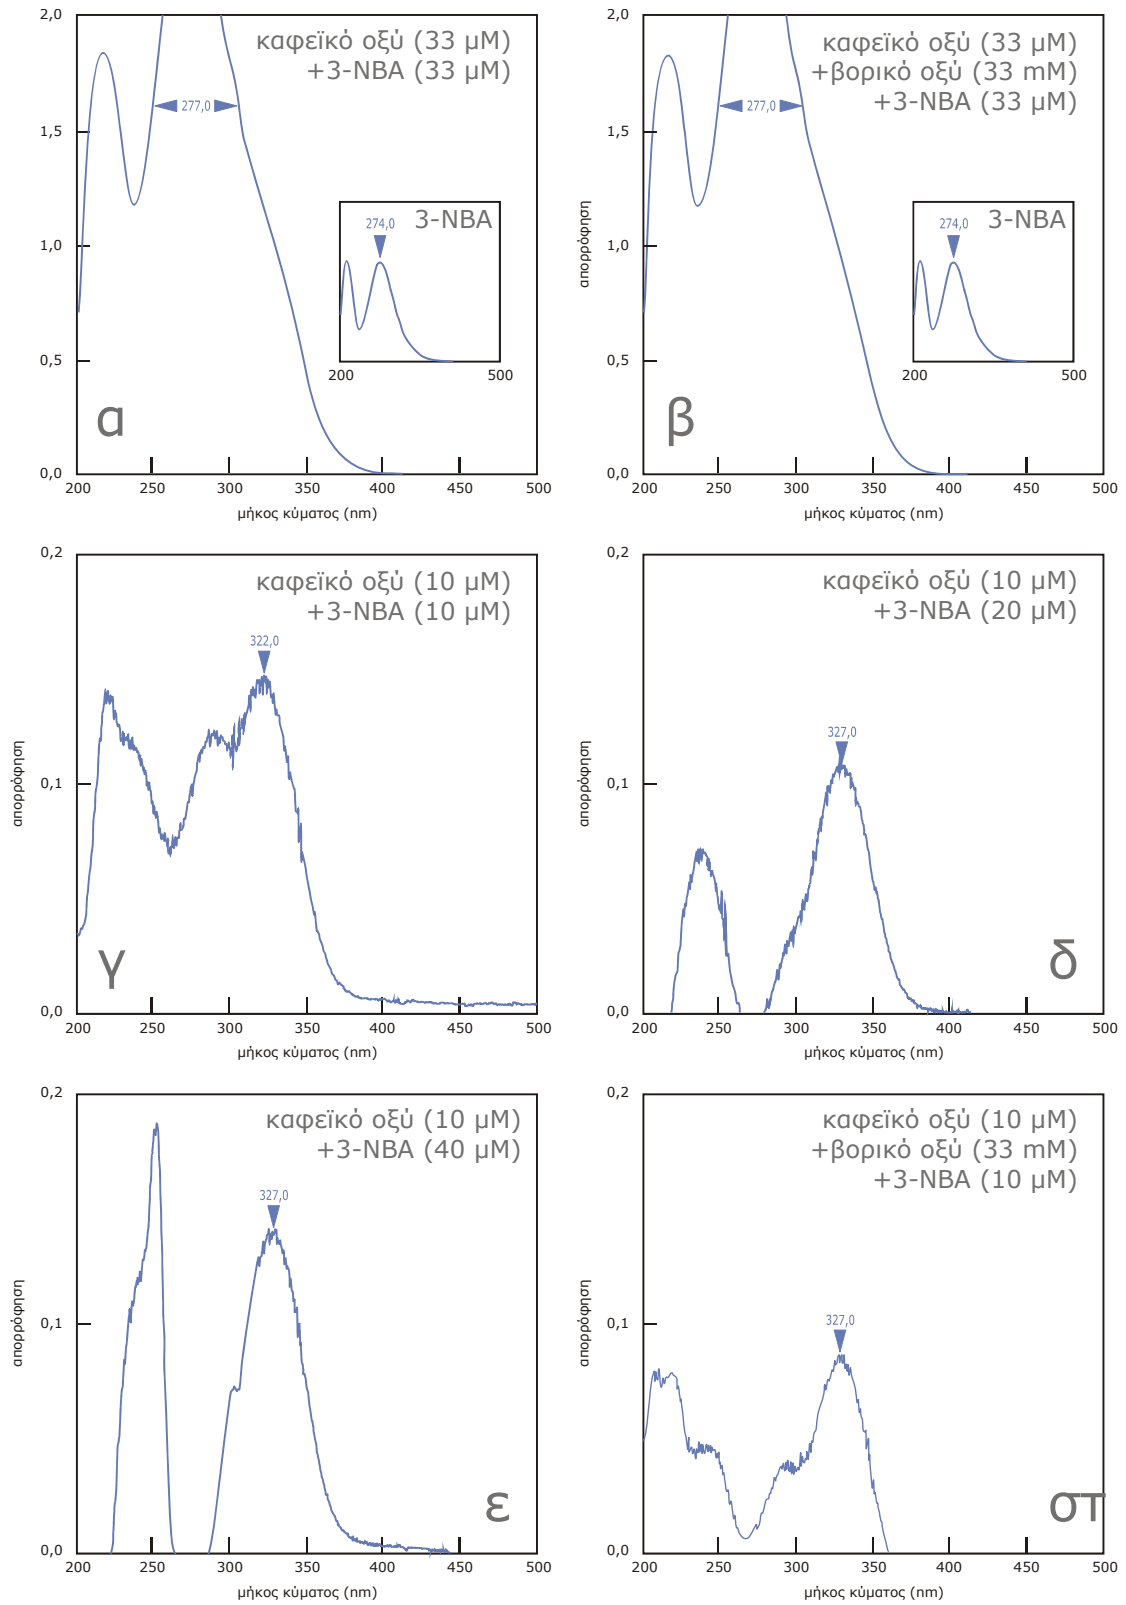 2,0
1,5
1,0
0,5
0,0
καφεϊκό οξύ (33 μM)
+3-NBA (33 μM)
277,0
3-NBA
274,0
200 500
α
200 250 300 350 400 450 500
μήκος κύματος (nm)
2,0
1,5
1,0
0,5
0,0
απορρόφηση
καφεϊκό οξύ (33 μM)
+βορικό οξύ (33 mM)
+3-NBA (33 μM)
277,0
3-NBA
274,0
200 500
β
200 250 300 350 400 450 500
μήκος κύματος (nm)
0,2
0,1
0,0
απορρόφηση
καφεϊκό οξύ (10 μM)
+3-NBA (10 μM)
322,0
γ
200 250 300 350 400 450 500
μήκος κύματος (nm)
0,2
0,1
0,0
απορρόφηση
καφεϊκό οξύ (10 μM)
+3-NBA (20 μM)
327,0
δ
200 250 300 350 400 450 500
μήκος κύματος (nm)
0,2
0,1
0,0
απορρόφηση
καφεϊκό οξύ (10 μM)
+3-NBA (40 μM)
327,0
ε
200 250 300 350 400 450 500
μήκος κύματος (nm)
0,2
0,1
0,0
απορρόφηση
καφεϊκό οξύ (10 μM)
+βορικό οξύ (33 mM)
+3-NBA (10 μM)
327,0
στ
200 250 300 350 400 450 500
μήκος κύματος (nm)